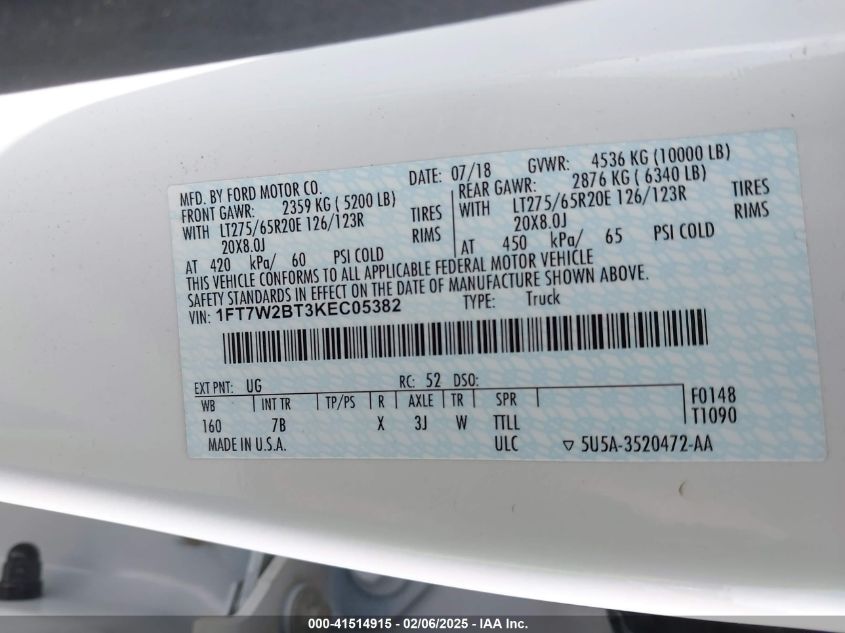 MFD. BY FORD MOTOR CO. DATE: 07/18 GVWR: 4536 KG (10000 LB)
FRONT GAWR: 2359 KG ( 5200 LB) REAR GAWR: 2876 KG ( 6340 LB)
WITH LT275/65R20E 126/123R TIRES WITH LT275/65R20E 126/123R TIRES
20X8.0J RIMS 20X8.0J RIMS
AT 420 kPa/ 60 PSI COLD AT 450 kPa/ 65 PSI COLD
THIS VEHICLE CONFORMS TO ALL APPLICABLE FEDERAL MOTOR VEHICLE
SAFETY STANDARDS IN EFFECT ON THE DATE OF MANUFACTURE SHOWN ABOVE.
VIN: 1FT7W2BT3KEC05382 TYPE: Truck
EXT PNT: UG RC: 52 DSO:
WB INT TR TP/PS R AXLE TR SPR F0148
160 7B X 3J W TTLL T1090
MADE IN U.S.A. ULC ▽ 5U5A-3520472-AA
000-41514915 - 02/06/2025 - IAA Inc.